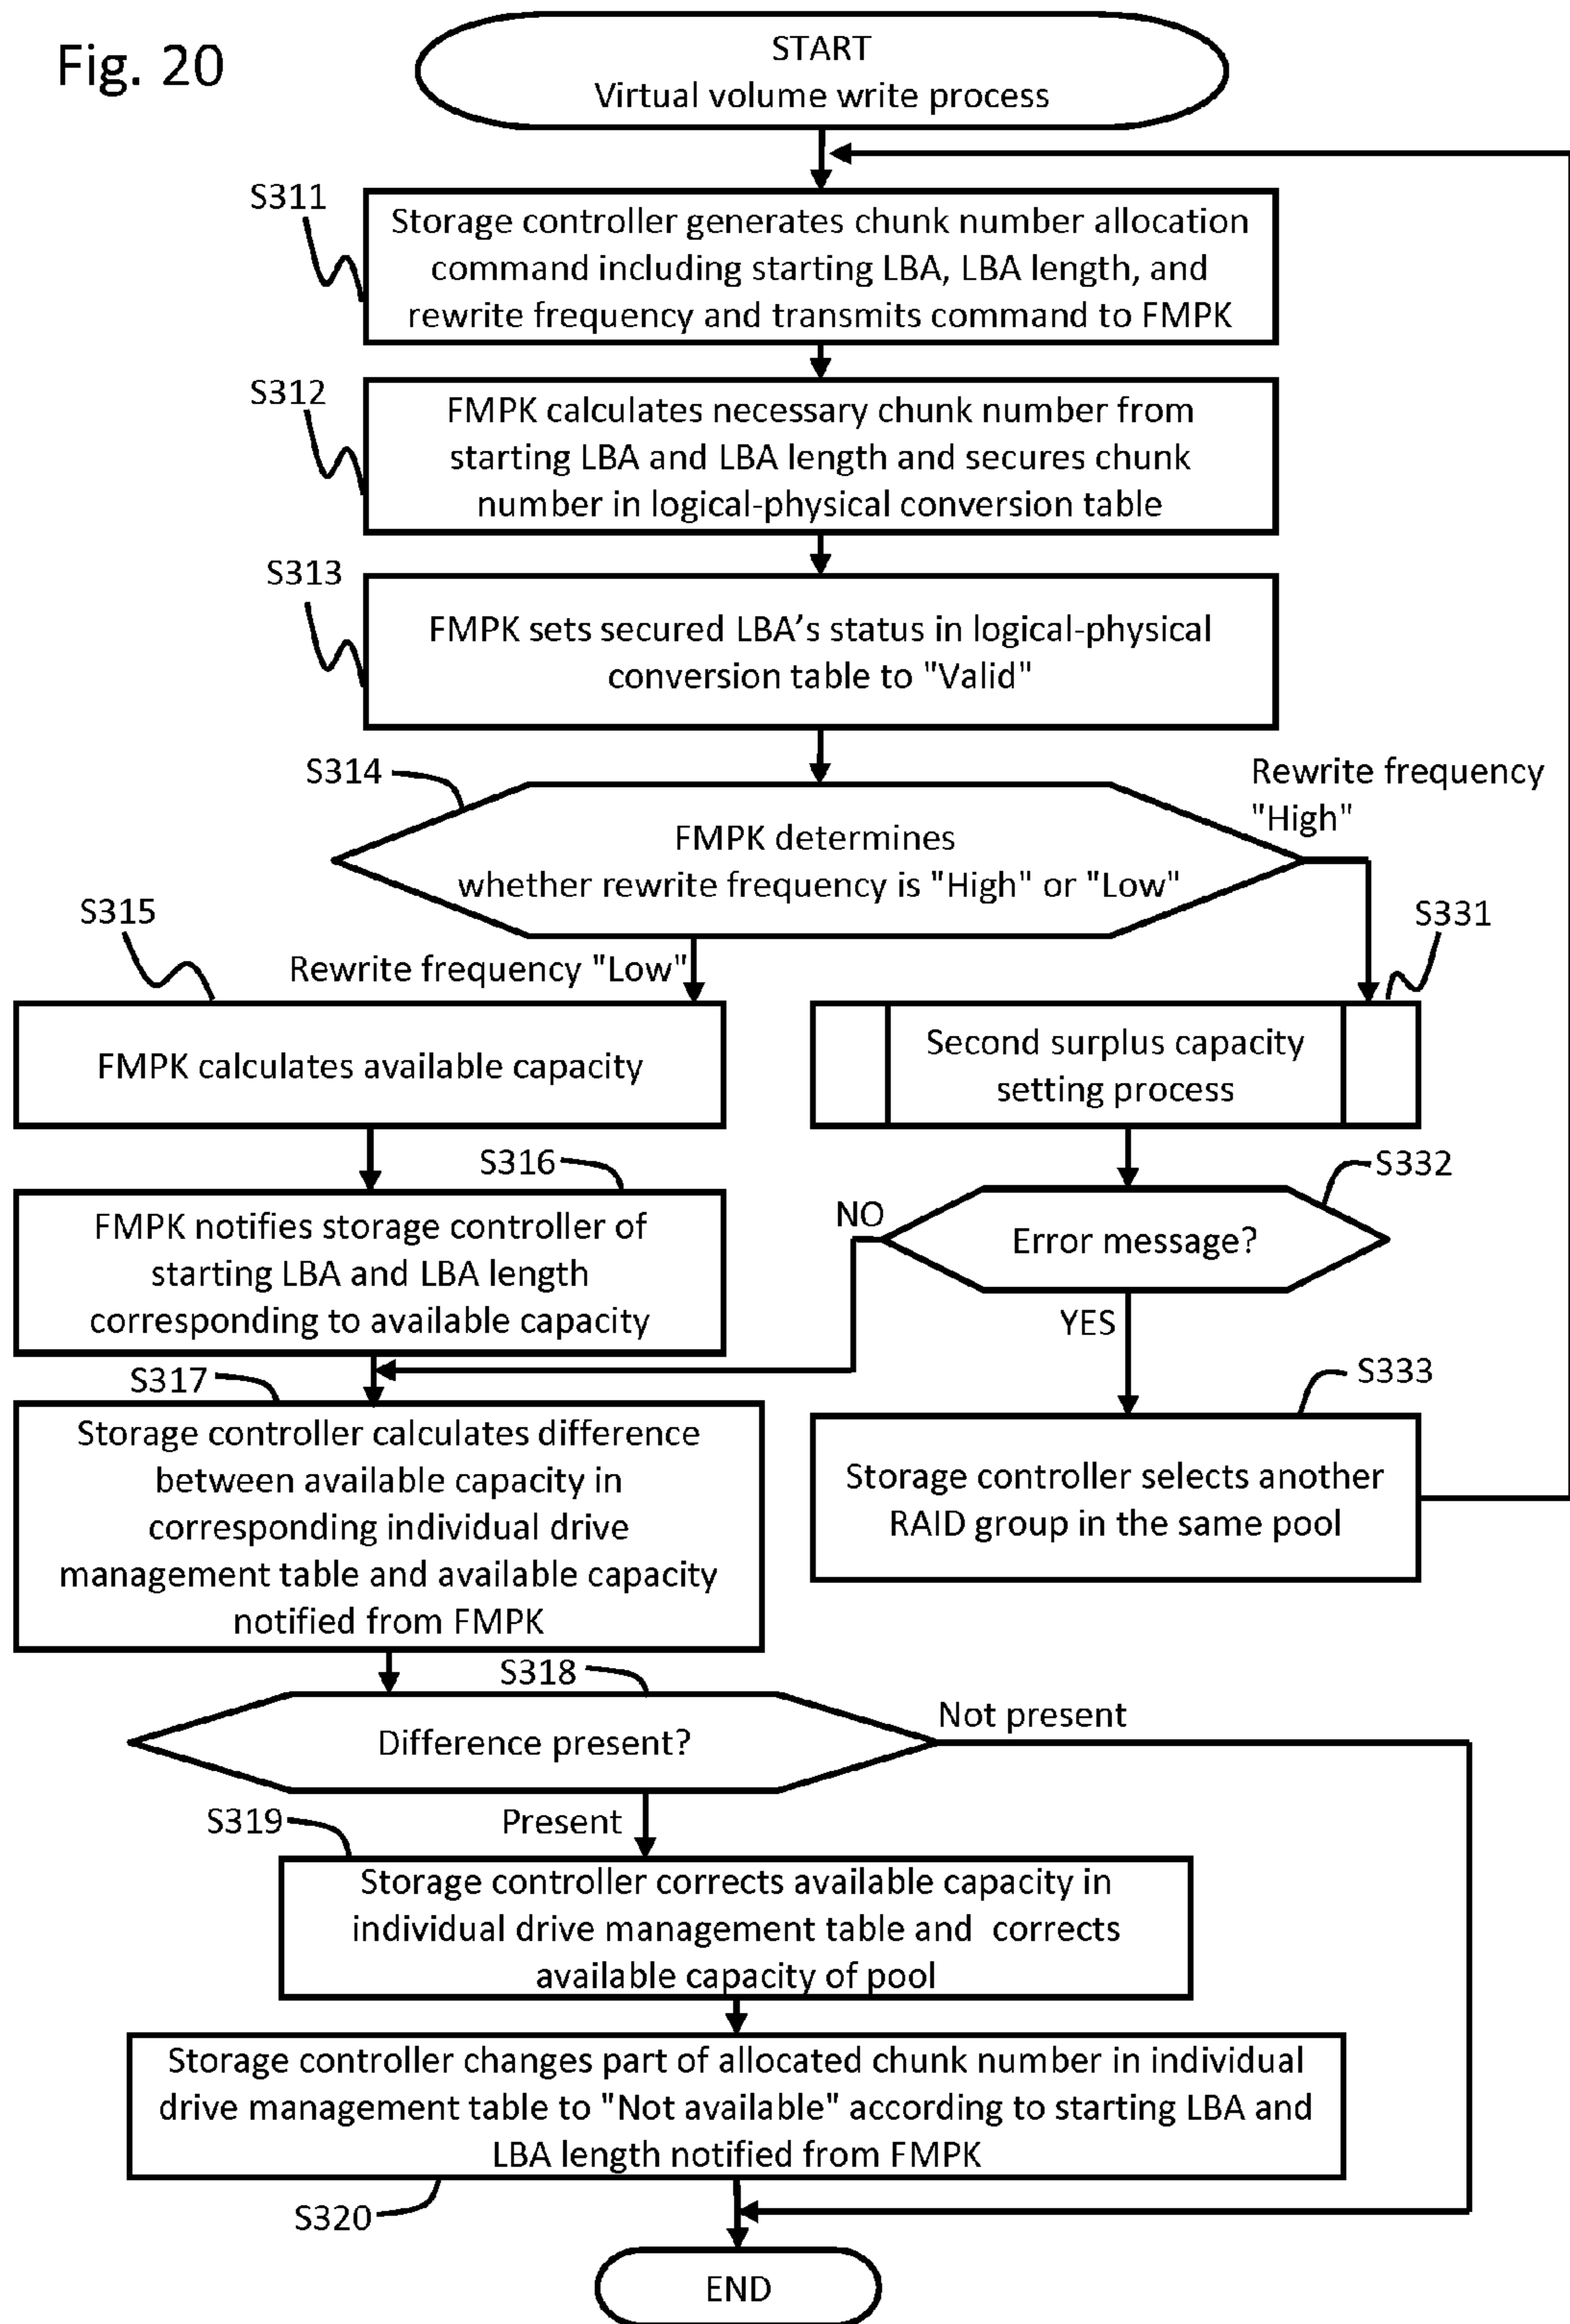 Fig. 20
START
Virtual volume write process
S311
Storage controller generates chunk number allocation
command including starting LBA, LBA length, and
rewrite frequency and transmits command to FMPK
S312
FMPK calculates necessary chunk number from
starting LBA and LBA length and secures chunk
number in logical-physical conversion table
S313
FMPK sets secured LBA's status in logical-physical
conversion table to "Valid"
S314
Rewrite frequency
"High"
FMPK determines
whether rewrite frequency is "High" or "Low"
S315
S331
Rewrite frequency "Low"
FMPK calculates available capacity
Second surplus capacity
setting process
S316
S332
FMPK notifies storage controller of
starting LBA and LBA length
corresponding to available capacity
NO
Error message?
YES
S317
S333
Storage controller calculates difference
between available capacity in
corresponding individual drive
management table and available capacity
notified from FMPK
Storage controller selects another
RAID group in the same pool
S318
Not present
Difference present?
S319
Present
Storage controller corrects available capacity in
individual drive management table and  corrects
available capacity of pool
Storage controller changes part of allocated chunk number in individual
drive management table to "Not available" according to starting LBA and
LBA length notified from FMPK
S320
END